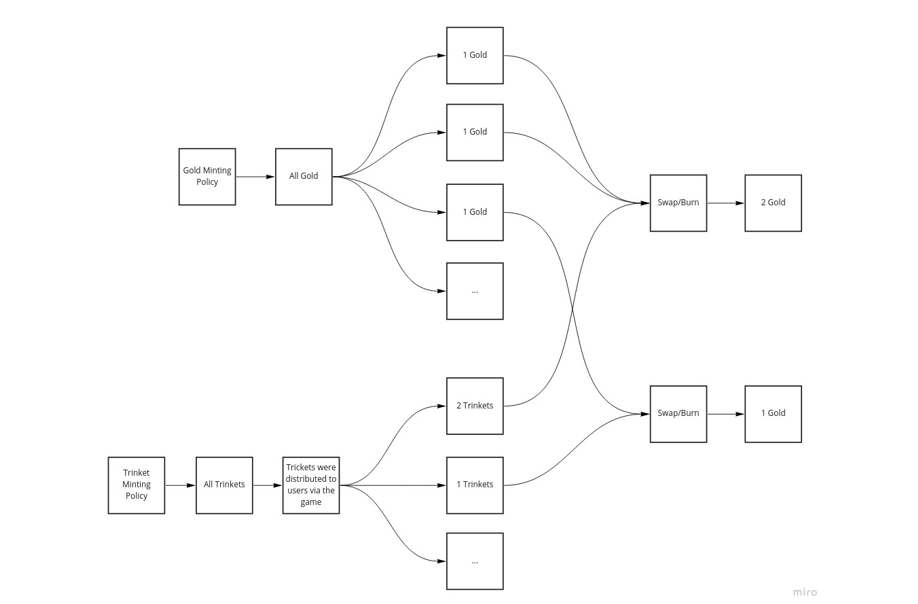 1 Gold
1 Gold
Gold Minting
Policy
All Gold
1 Gold
Swap/Burn
2 Gold
...
2 Trinkets
Swap/Burn
1 Gold
Trinket
Minting
Policy
All Trinkets
Trickets were
distributed to
users via the
game
1 Trinkets
...
miro